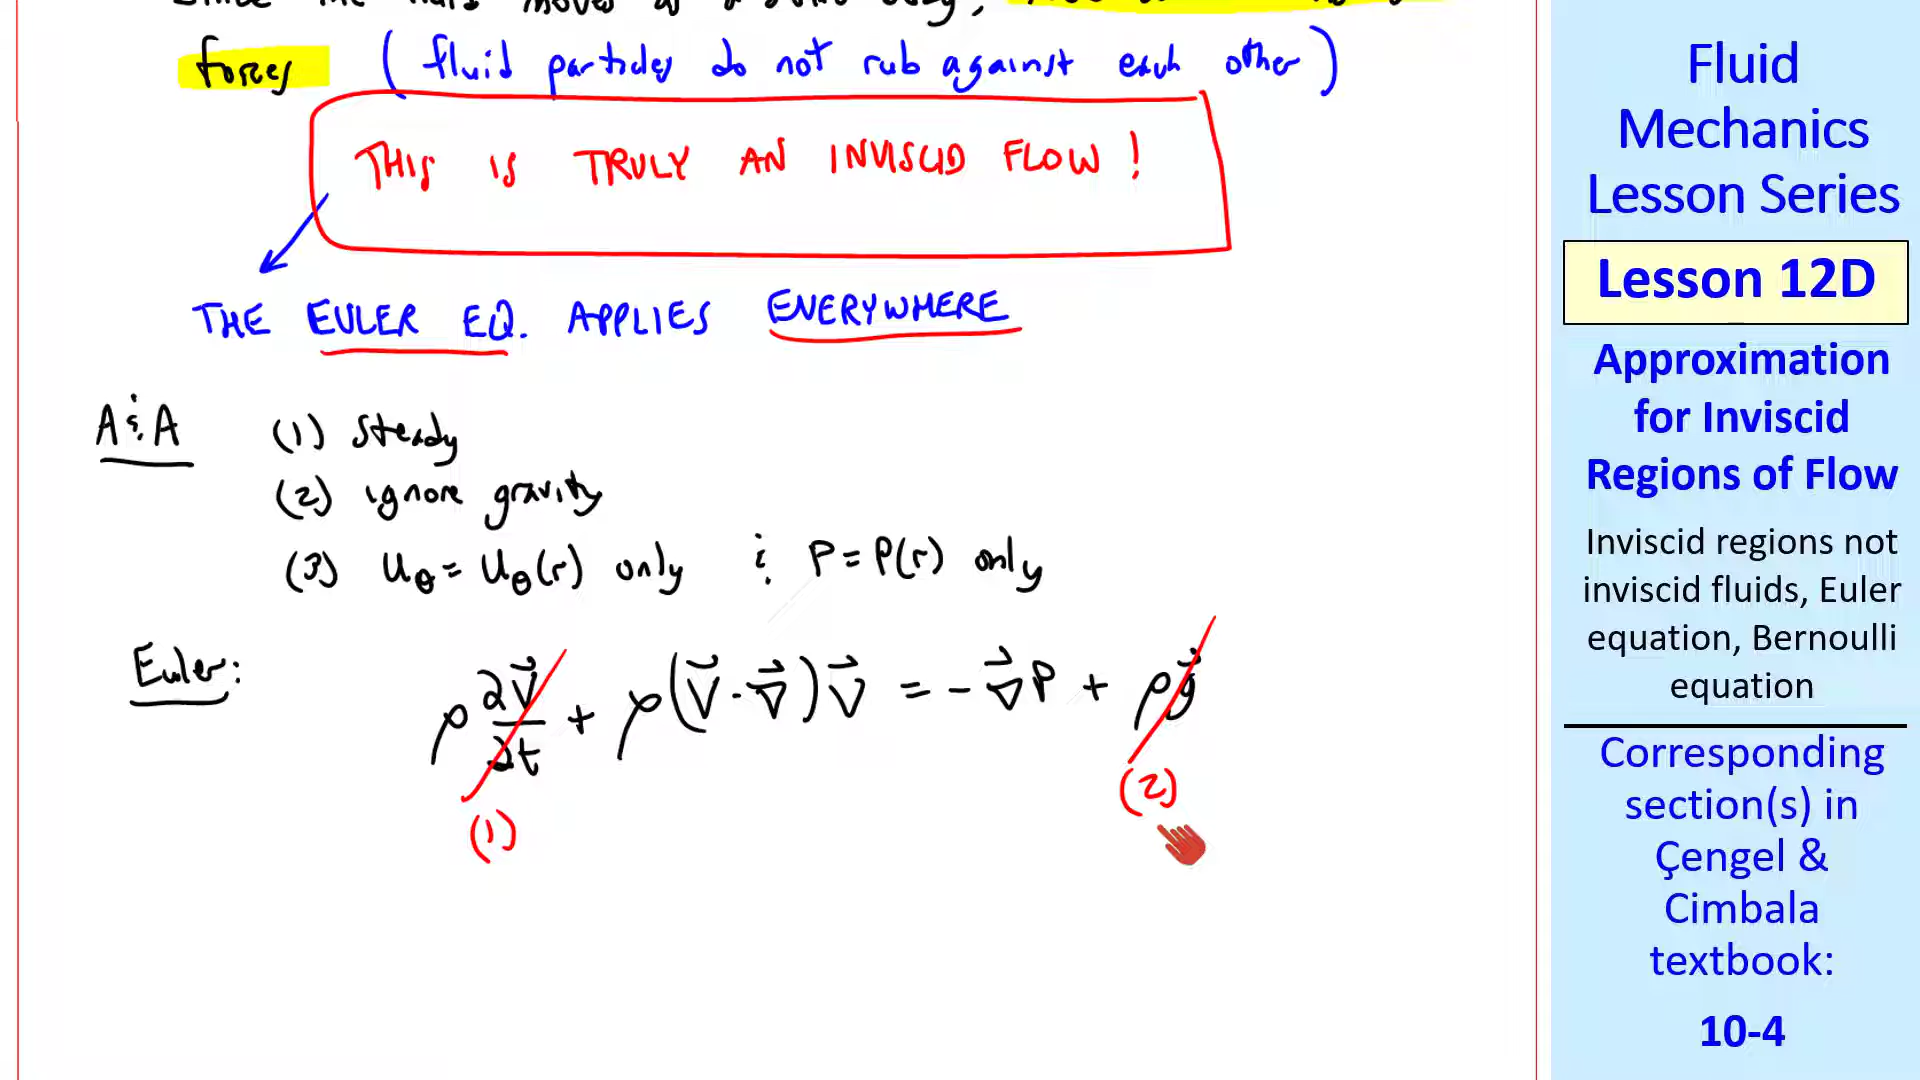 forces (fluid particles do not rub against each other)
THIS IS TRULY AN INVISCID FLOW!
THE EULER EQ. APPLIES EVERYWHERE
A & A (1) steady
(2) ignore gravity
(3) uθ = uθ(r) only & P = P(r) only
Euler: ρ ∂V⃗/∂t + ρ(V⃗·∇⃗)V⃗ = -∇⃗P + ρg⃗
(1) (2)
Fluid
Mechanics
Lesson Series
Lesson 12D
Approximation
for Inviscid
Regions of Flow
Inviscid regions not
inviscid fluids, Euler
equation, Bernoulli
equation
Corresponding
section(s) in
Çengel &
Cimbala
textbook:
10-4